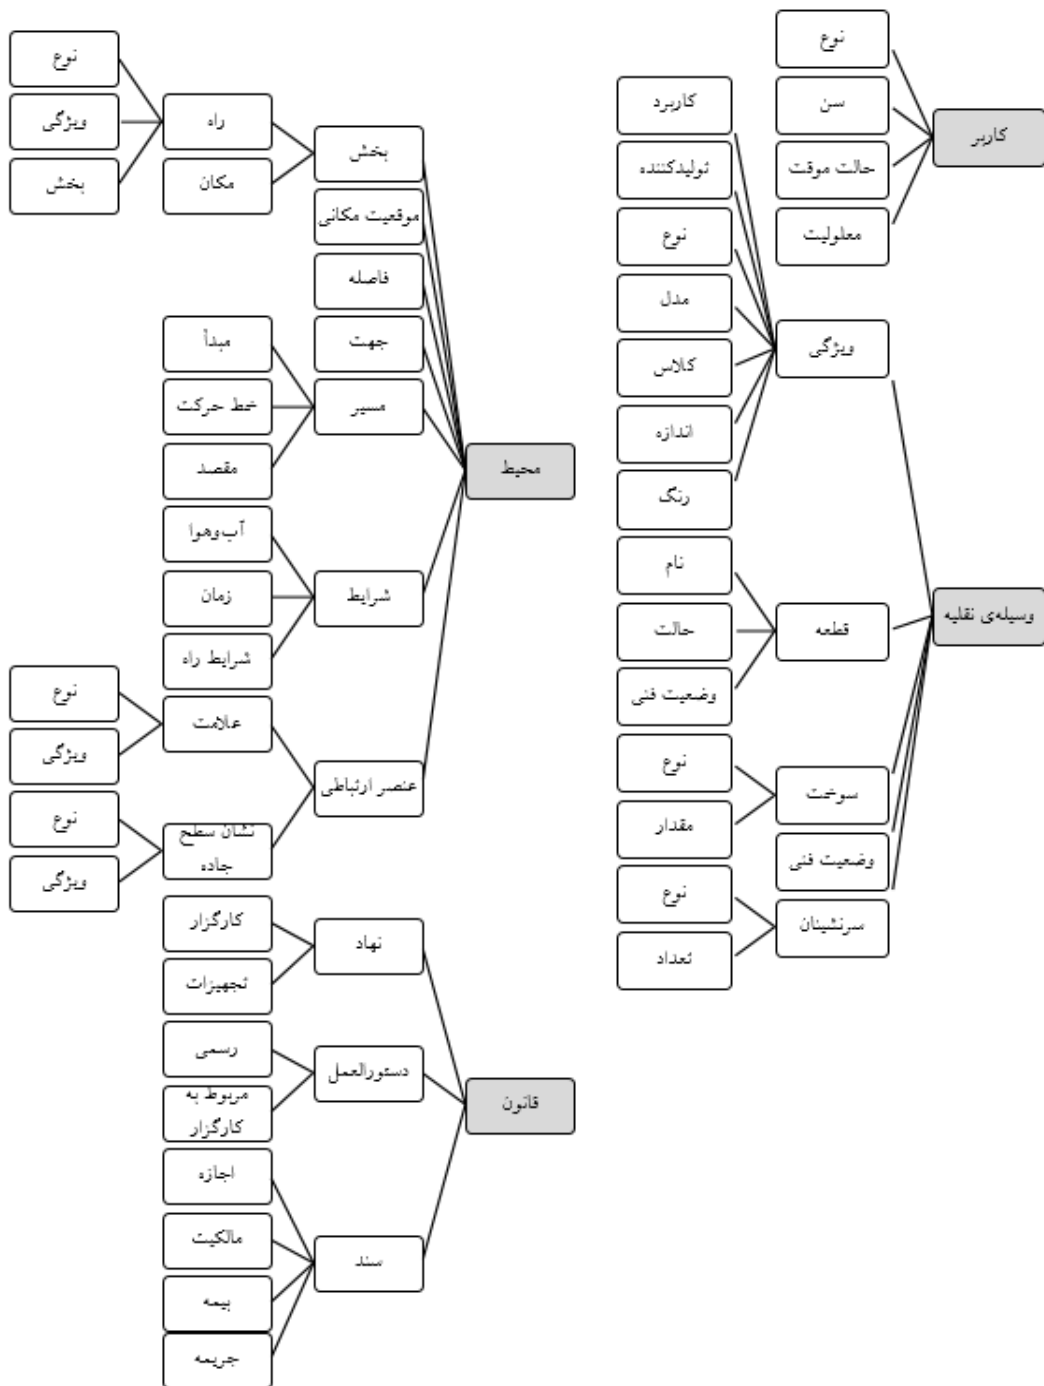 کاربر
نوع
سن
حالت موقت
معلولیت
وسیله‌ی نقلیه
ویژگی
کاربرد
تولیدکننده
نوع
مدل
کلاس
اندازه
رنگ
قطعه
نام
حالت
وضعیت فنی
سوخت
نوع
مقدار
وضعیت فنی
سرنشینان
نوع
تعداد
محیط
بخش
راه
نوع
ویژگی
بخش
مکان
موقعیت مکانی
فاصله
جهت
مسیر
مبدأ
خط حرکت
مقصد
شرایط
آب‌وهوا
زمان
شرایط راه
عنصر ارتباطی
علامت
نوع
ویژگی
نشان سطح
جاده
نوع
ویژگی
قانون
نهاد
کارگزار
تجهیزات
دستورالعمل
رسمی
مربوط به
کارگزار
سند
اجازه
مالکیت
بیمه
جریمه